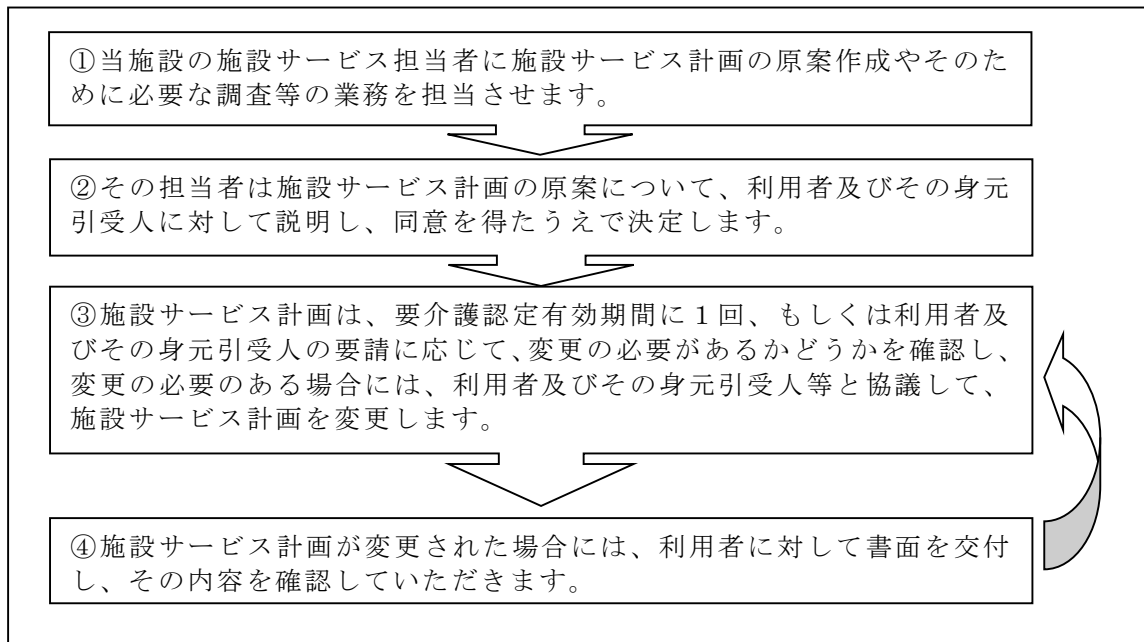 ①当施設の施設サービス担当者に施設サービス計画の原案作成やそのた
めに必要な調査等の業務を担当させます。
②その担当者は施設サービス計画の原案について、利用者及びその身元
引受人に対して説明し、同意を得たうえで決定します。
③施設サービス計画は、要介護認定有効期間に１回、もしくは利用者及
びその身元引受人の要請に応じて、変更の必要があるかどうかを確認し、
変更の必要のある場合には、利用者及びその身元引受人等と協議して、
施設サービス計画を変更します。
④施設サービス計画が変更された場合には、利用者に対して書面を交付
し、その内容を確認していただきます。